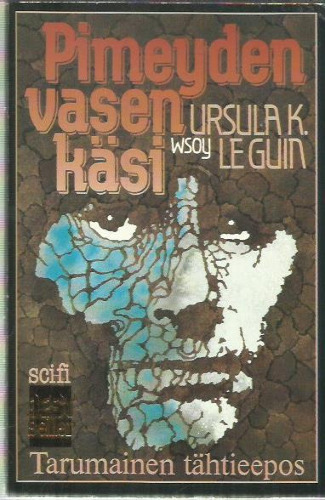 Pimeyden
vasen
käsi
URSULA K.
wsoy LE GUIN
scifi
Tarumainen tähtieepos